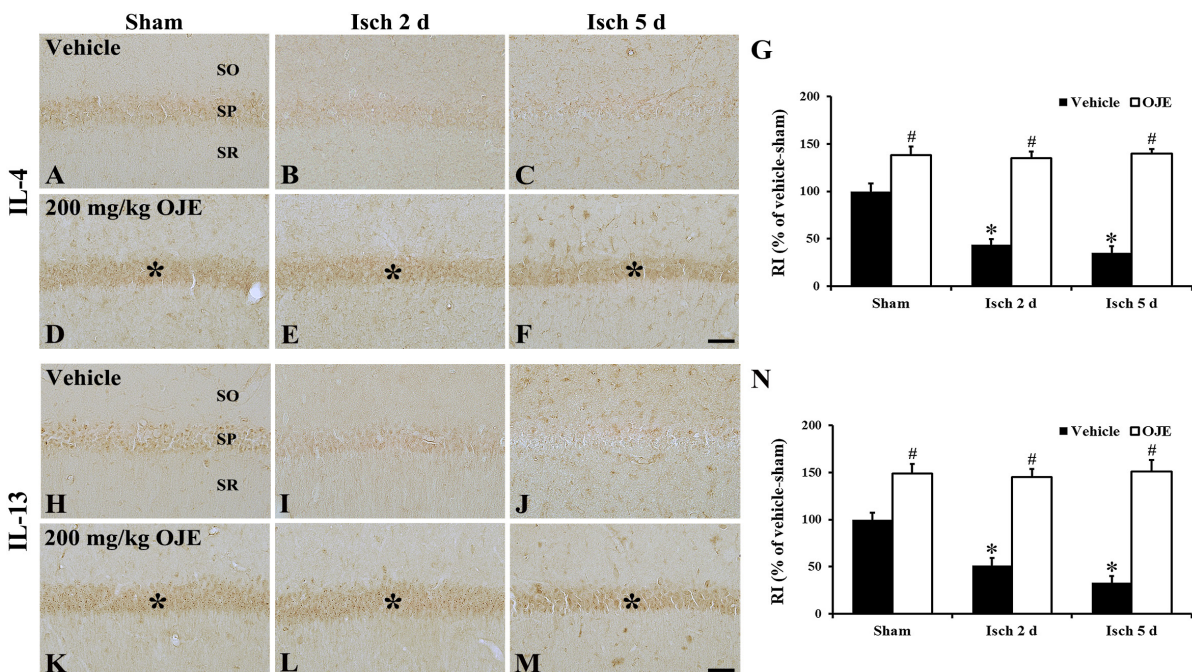 Sham Isch 2 d Isch 5 d
IL-4
Vehicle
SO
SP
SR
A B C
200 mg/kg OJE
*
*
*
D E F
G
Vehicle OJE
RI (% of vehicle-sham)
200
150
100
50
0
#
#
#
*
*
Sham Isch 2 d Isch 5 d
IL-13
Vehicle
SO
SP
SR
H I J
200 mg/kg OJE
*
*
*
K L M
N
Vehicle OJE
RI (% of vehicle-sham)
200
150
100
50
0
#
#
#
*
*
Sham Isch 2 d Isch 5 d